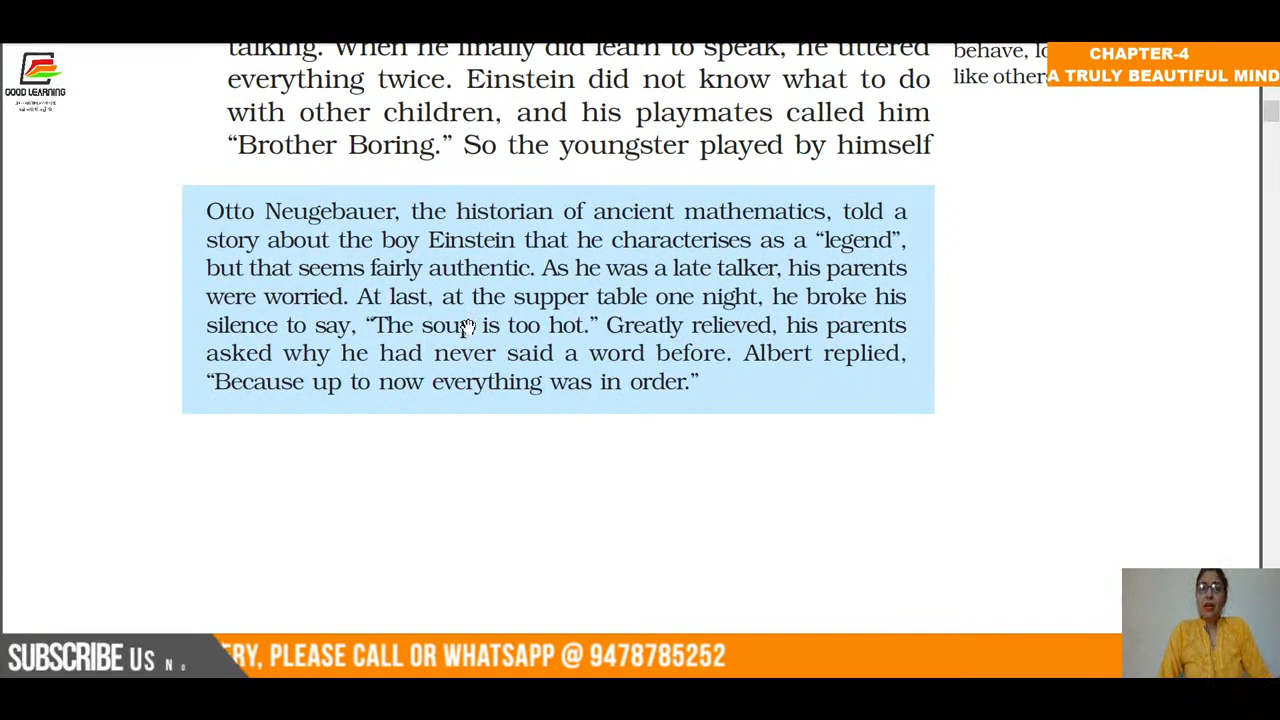 talking. When he finally did learn to speak, he uttered
everything twice. Einstein did not know what to do
with other children, and his playmates called him
“Brother Boring.” So the youngster played by himself
behave, lo
like other
CHAPTER-4
A TRULY BEAUTIFUL MIND
GOOD LEARNING
Otto Neugebauer, the historian of ancient mathematics, told a
story about the boy Einstein that he characterises as a “legend”,
but that seems fairly authentic. As he was a late talker, his parents
were worried. At last, at the supper table one night, he broke his
silence to say, “The soup is too hot.” Greatly relieved, his parents
asked why he had never said a word before. Albert replied,
“Because up to now everything was in order.”
SUBSCRIBE US N O
ERY, PLEASE CALL OR WHATSAPP @ 9478785252